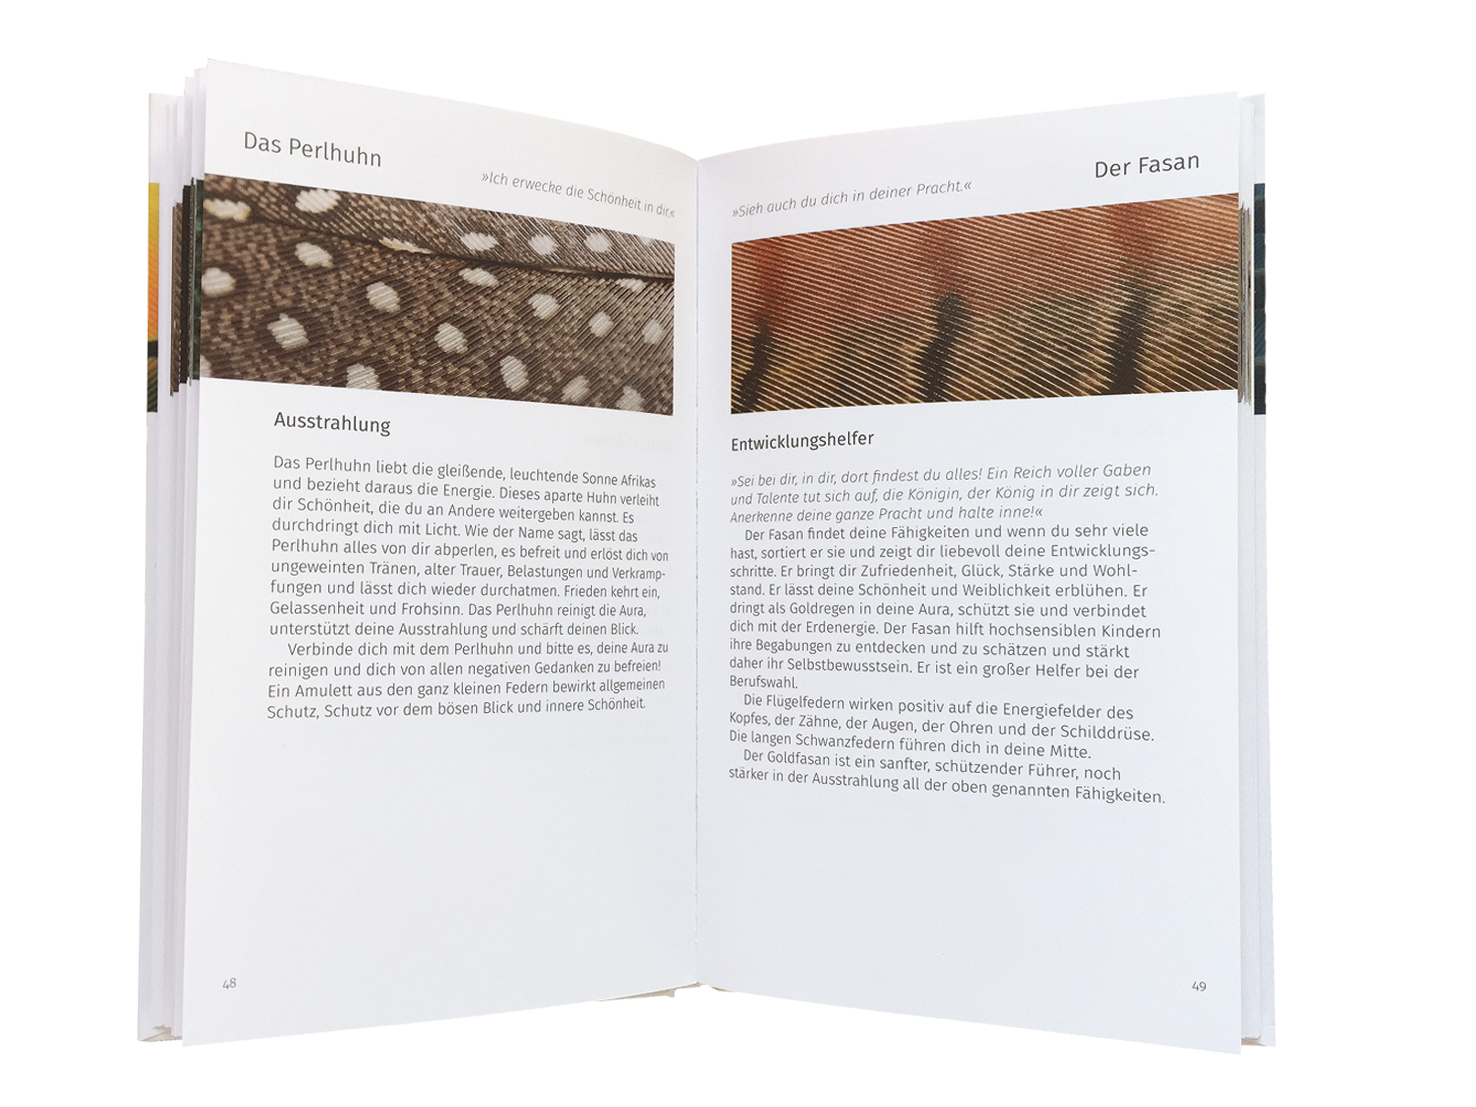 Das Perlhuhn
»Ich erwecke die Schönheit in dir.«
Ausstrahlung
Das Perlhuhn liebt die gleißende, leuchtende Sonne Afrikas
und bezieht daraus die Energie. Dieses aparte Huhn verleiht
dir Schönheit, die du an Andere weitergeben kannst. Es
durchdringt dich mit Licht. Wie der Name sagt, lässt das
Perlhuhn alles von dir abperlen, es befreit und erlöst dich von
ungeweinten Tränen, alter Trauer, Belastungen und Verkramp-
fungen und lässt dich wieder durchatmen. Frieden kehrt ein,
Gelassenheit und Frohsinn. Das Perlhuhn reinigt die Aura,
unterstützt deine Ausstrahlung und schärft deinen Blick.
Verbinde dich mit dem Perlhuhn und bitte es, deine Aura zu
reinigen und dich von allen negativen Gedanken zu befreien!
Ein Amulett aus den ganz kleinen Federn bewirkt allgemeinen
Schutz, Schutz vor dem bösen Blick und innere Schönheit.
48
Der Fasan
»Sieh auch du dich in deiner Pracht.«
Entwicklungshelfer
»Sei bei dir, in dir, dort findest du alles! Ein Reich voller Gaben
und Talente tut sich auf, die Königin, der König in dir zeigt sich.
Anerkenne deine ganze Pracht und halte inne!«
Der Fasan findet deine Fähigkeiten und wenn du sehr viele
hast, sortiert er sie und zeigt dir liebevoll deine Entwicklungs-
schritte. Er bringt dir Zufriedenheit, Glück, Stärke und Wohl-
stand. Er lässt deine Schönheit und Weiblichkeit erblühen. Er
dringt als Goldregen in deine Aura, schützt sie und verbindet
dich mit der Erdenergie. Der Fasan hilft hochsensiblen Kindern
ihre Begabungen zu entdecken und zu schätzen und stärkt
daher ihr Selbstbewusstsein. Er ist ein großer Helfer bei der
Berufswahl.
Die Flügelfedern wirken positiv auf die Energiefelder des
Kopfes, der Zähne, der Augen, der Ohren und der Schilddrüse.
Die langen Schwanzfedern führen dich in deine Mitte.
Der Goldfasan ist ein sanfter, schützender Führer, noch
stärker in der Ausstrahlung all der oben genannten Fähigkeiten.
49